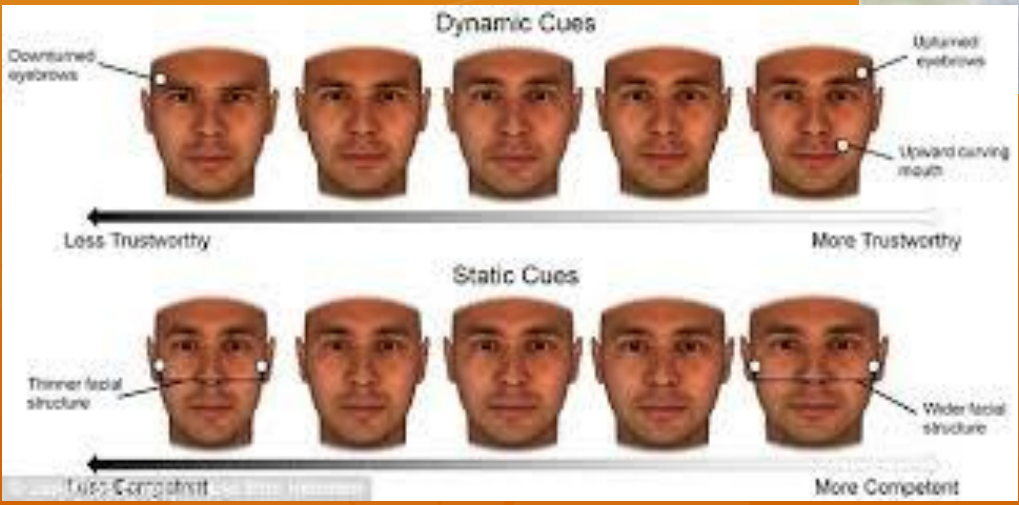 Dynamic Cues
Downturned
eyebrows
Upturned
eyebrows
Upward curving
mouth
Less Trustworthy
More Trustworthy
Static Cues
Thinner facial
structure
Wider facial
structure
Less Competent
More Competent